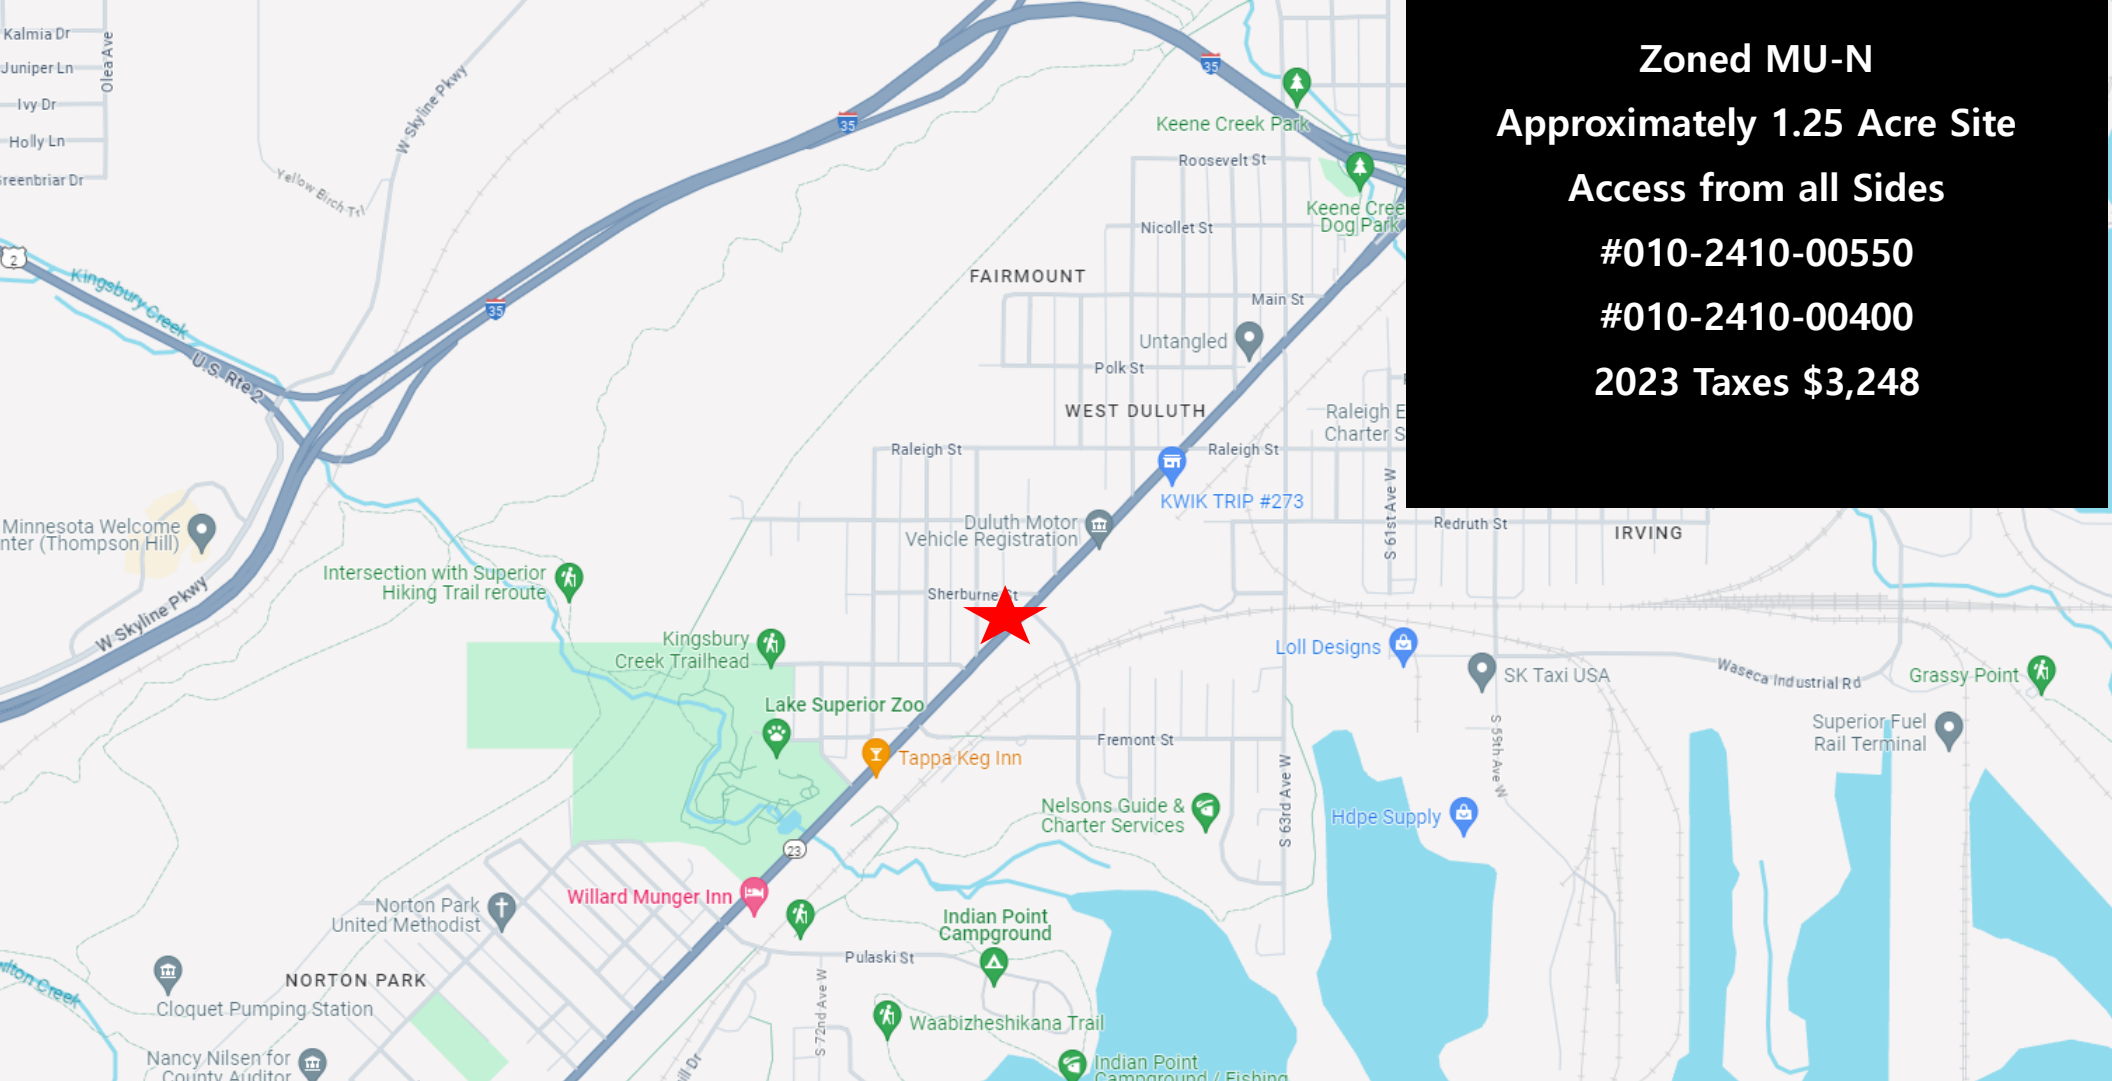 Zoned MU-N
Approximately 1.25 Acre Site
Access from all Sides
#010-2410-00550
#010-2410-00400
2023 Taxes $3,248
Kalmia Dr
Juniper Ln
Ivy Dr
Holly Ln
Greenbriar Dr
Olea Ave
W Skyline Pkwy
Yellow Birch Trl
35
35
35
2
Kingsbury Creek
U.S. Rte 2
Keene Creek Park
Roosevelt St
Keene Cree
Dog Park
Nicollet St
FAIRMOUNT
Main St
Untangled
Polk St
WEST DULUTH
Raleigh E
Charter S
Raleigh St
Raleigh St
KWIK TRIP #273
Duluth Motor
Vehicle Registration
S 61st Ave W
Redruth St
IRVING
Minnesota Welcome
nter (Thompson Hill)
W Skyline Pkwy
Intersection with Superior
Hiking Trail reroute
Sherburne St
Kingsbury
Creek Trailhead
Loll Designs
SK Taxi USA
Waseca Industrial Rd
Grassy Point
Lake Superior Zoo
Superior Fuel
Rail Terminal
Tappa Keg Inn
Fremont St
S 59th Ave W
S 63rd Ave W
Nelsons Guide &
Charter Services
Hdpe Supply
23
Willard Munger Inn
Norton Park
United Methodist
Indian Point
Campground
Pulaski St
NORTON PARK
Cloquet Pumping Station
S 72nd Ave W
Waabizheshikana Trail
Nancy Nilsen for
County Auditor
ill Dr
Indian Point
Campground / Fishing